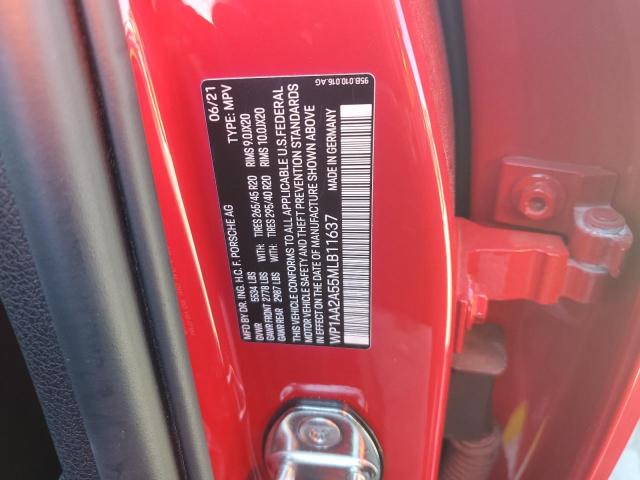 MFD BY DR. ING. H.C. F. PORSCHE AG
06/21
GVWR 5534 LBS
TYPE: MPV
GAWR FRONT 2778 LBS WITH: TIRES 265/45 R20 RIMS 9.0JX20
GAWR REAR 2987 LBS WITH: TIRES 295/40 R20 RIMS 10.0JX20
THIS VEHICLE CONFORMS TO ALL APPLICABLE U.S. FEDERAL
MOTOR VEHICLE SAFETY AND THEFT PREVENTION STANDARDS
IN EFFECT ON THE DATE OF MANUFACTURE SHOWN ABOVE
WP1AA2A55MLB11637 MADE IN GERMANY
95B.010.016.AG